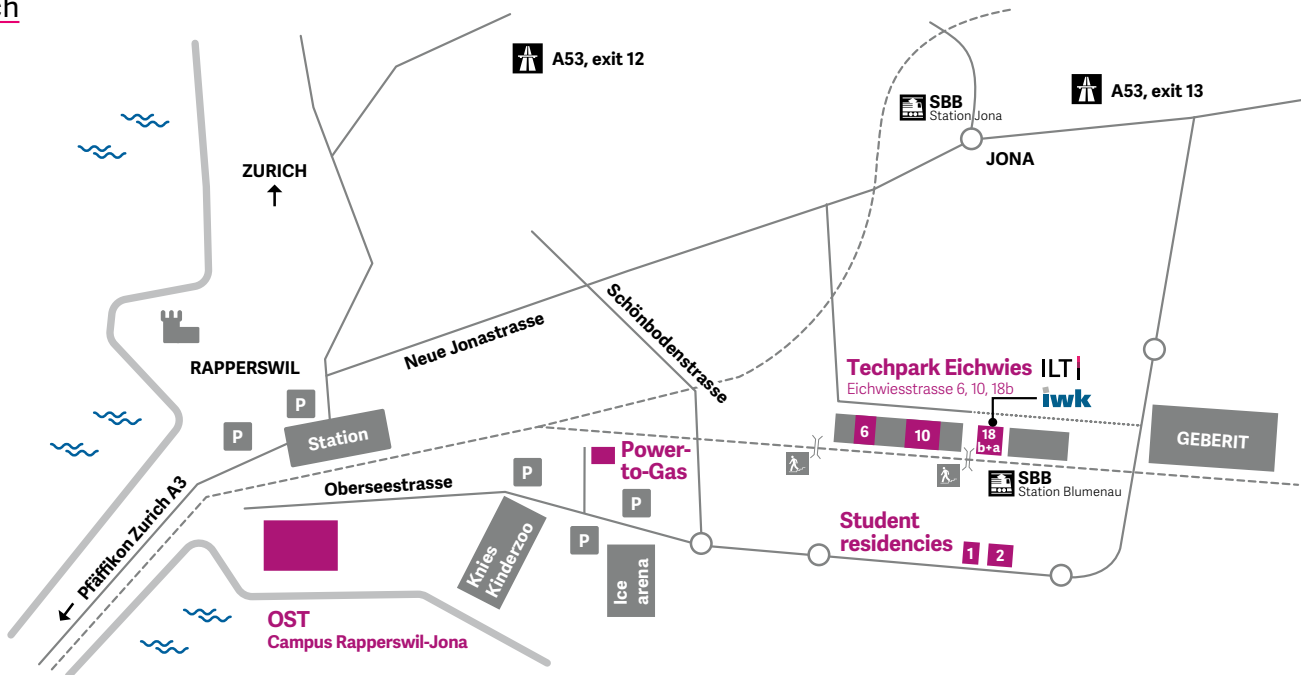 ch
A53, exit 12
A53, exit 13
SBB
Station Jona
JONA
ZURICH
RAPPERSWIL
Neue Jonastrasse
Schönbodenstrasse
Techpark Eichwies
ILT
Eichwiesstrasse 6, 10, 18b
iwk
P
P
Station
6
10
18
b+a
GEBERIT
Power-
to-Gas
P
P
P
Oberseestrasse
SBB
Station Blumenau
Pfäffikon Zurich A3
Knies
Kinderzoo
Ice
arena
Student
residencies
1
2
OST
Campus Rapperswil-Jona